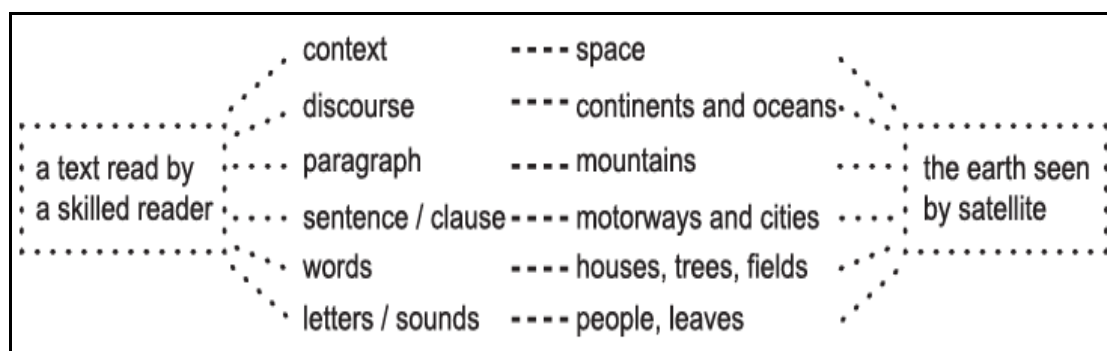 context ---- space
discourse ---- continents and oceans
a text read by
a skilled reader
paragraph ---- mountains
sentence / clause ---- motorways and cities
words ---- houses, trees, fields
letters / sounds ---- people, leaves
the earth seen
by satellite